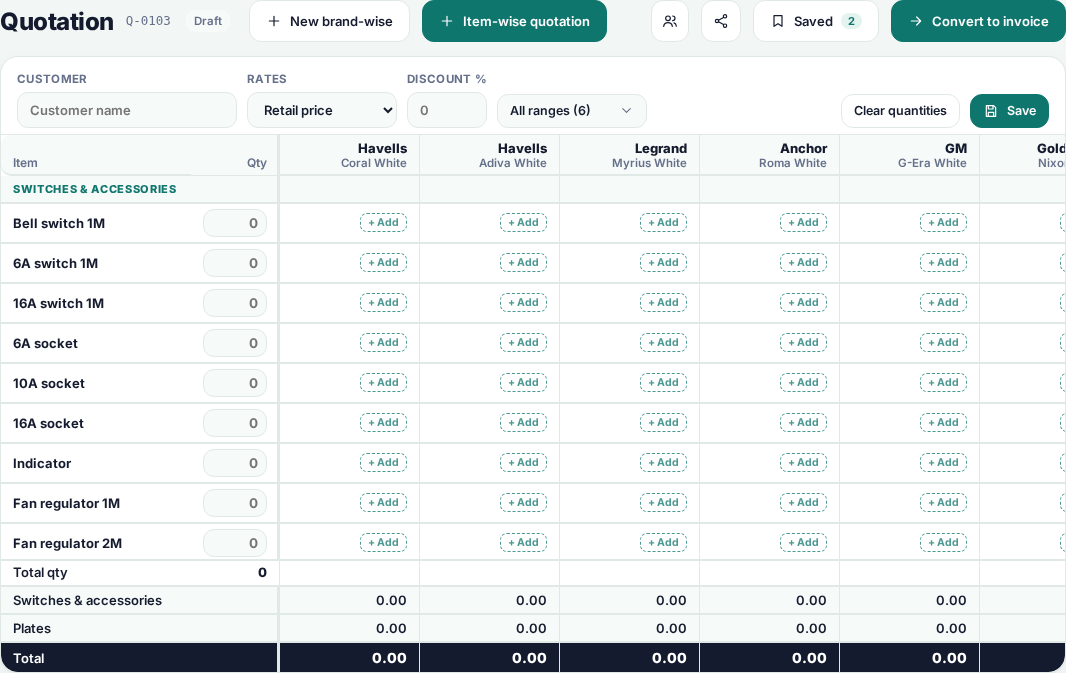 Quotation Q-0103 Draft + New brand-wise + Item-wise quotation Saved 2 → Convert to invoice
CUSTOMER RATES DISCOUNT %
Customer name Retail price 0 All ranges (6) Clear quantities Save
Havells Havells Legrand Anchor GM Gold
Item Qty Coral White Adiva White Myrius White Roma White G-Era White Nixo
SWITCHES & ACCESSORIES
Bell switch 1M 0 + Add + Add + Add + Add + Add
6A switch 1M 0 + Add + Add + Add + Add + Add
16A switch 1M 0 + Add + Add + Add + Add + Add
6A socket 0 + Add + Add + Add + Add + Add
10A socket 0 + Add + Add + Add + Add + Add
16A socket 0 + Add + Add + Add + Add + Add
Indicator 0 + Add + Add + Add + Add + Add
Fan regulator 1M 0 + Add + Add + Add + Add + Add
Fan regulator 2M 0 + Add + Add + Add + Add + Add
Total qty 0
Switches & accessories 0.00 0.00 0.00 0.00 0.00
Plates 0.00 0.00 0.00 0.00 0.00
Total 0.00 0.00 0.00 0.00 0.00